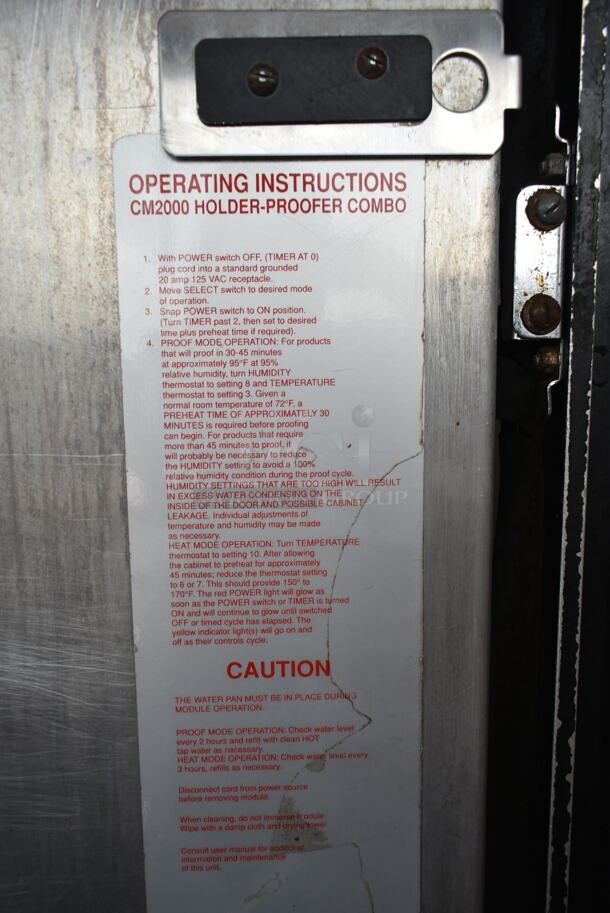 OPERATING INSTRUCTIONS
CM2000 HOLDER-PROOFER COMBO
1. With POWER switch OFF, (TIMER AT 0)
plug cord into a standard grounded
20 amp 125 VAC receptacle.
2. Move SELECT switch to desired mode
of operation.
3. Snap POWER switch to ON position.
(Turn TIMER past 2, then set to desired
time plus preheat time if required).
4. PROOF MODE OPERATION: For products
that will proof in 30-45 minutes
at approximately 95°F at 95%
relative humidity, turn HUMIDITY
thermostat to setting 8 and TEMPERATURE
thermostat to setting 3. Given a
normal room temperature of 72°F, a
PREHEAT TIME OF APPROXIMATELY 30
MINUTES is required before proofing
can begin. For products that require
more than 45 minutes to proof, it
will probably be necessary to reduce
the HUMIDITY setting to avoid a 100%
relative humidity condition during the proof cycle.
HUMIDITY SETTINGS THAT ARE TOO HIGH WILL RESULT
IN EXCESS WATER CONDENSING ON THE
INSIDE OF THE DOOR AND POSSIBLE CABINET
LEAKAGE. Individual adjustments of
temperature and humidity may be made
as necessary.
HEAT MODE OPERATION: Turn TEMPERATURE
thermostat to setting 10. After allowing
the cabinet to preheat for approximately
45 minutes; reduce the thermostat setting
to 6 or 7. This should provide 150° to
170°F. The red POWER light will glow as
soon as the POWER switch or TIMER is turned
ON and will continue to glow until switched
OFF or timed cycle has elapsed. The
yellow indicator light(s) will go on and
off as their controls cycle.
CAUTION
THE WATER PAN MUST BE IN PLACE DURING
MODULE OPERATION.
PROOF MODE OPERATION: Check water level
every 2 hours and refill with clean HOT
tap water as necessary.
HEAT MODE OPERATION: Check water level every
3 hours, refills as necessary.
Disconnect cord from power source
before removing module.
When cleaning, do not immerse module
Wipe with a damp cloth and drying towel
Consult user manual for additional
information and maintenance
of this unit.